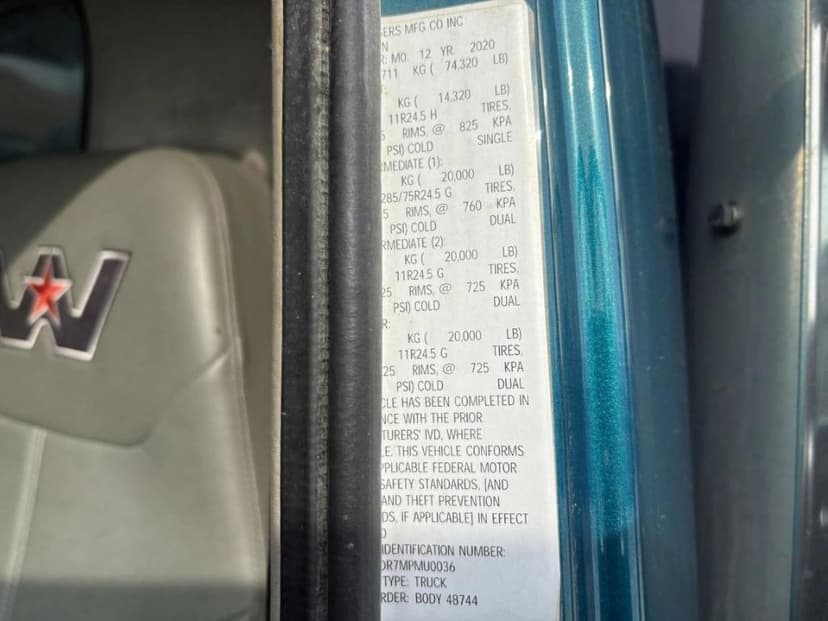 W
ERS MFG CO INC
N
R: MO. 12 YR. 2020
711 KG ( 74,320 LB)
T:
KG ( 14,320 LB)
11R24.5 H TIRES,
5 RIMS, @ 825 KPA
PSI) COLD SINGLE
RMEDIATE (1):
KG ( 20,000 LB)
285/75R24.5 G TIRES,
5 RIMS, @ 760 KPA
PSI) COLD DUAL
RMEDIATE (2):
KG ( 20,000 LB)
11R24.5 G TIRES,
25 RIMS, @ 725 KPA
PSI) COLD DUAL
R:
KG ( 20,000 LB)
11R24.5 G TIRES,
25 RIMS, @ 725 KPA
PSI) COLD DUAL
CLE HAS BEEN COMPLETED IN
NCE WITH THE PRIOR
TURERS' IVD, WHERE
LE. THIS VEHICLE CONFORMS
PPLICABLE FEDERAL MOTOR
SAFETY STANDARDS, [AND
AND THEFT PREVENTION
DS, IF APPLICABLE] IN EFFECT
D
IDENTIFICATION NUMBER:
DR7MPMU0036
TYPE: TRUCK
RDER: BODY 48744